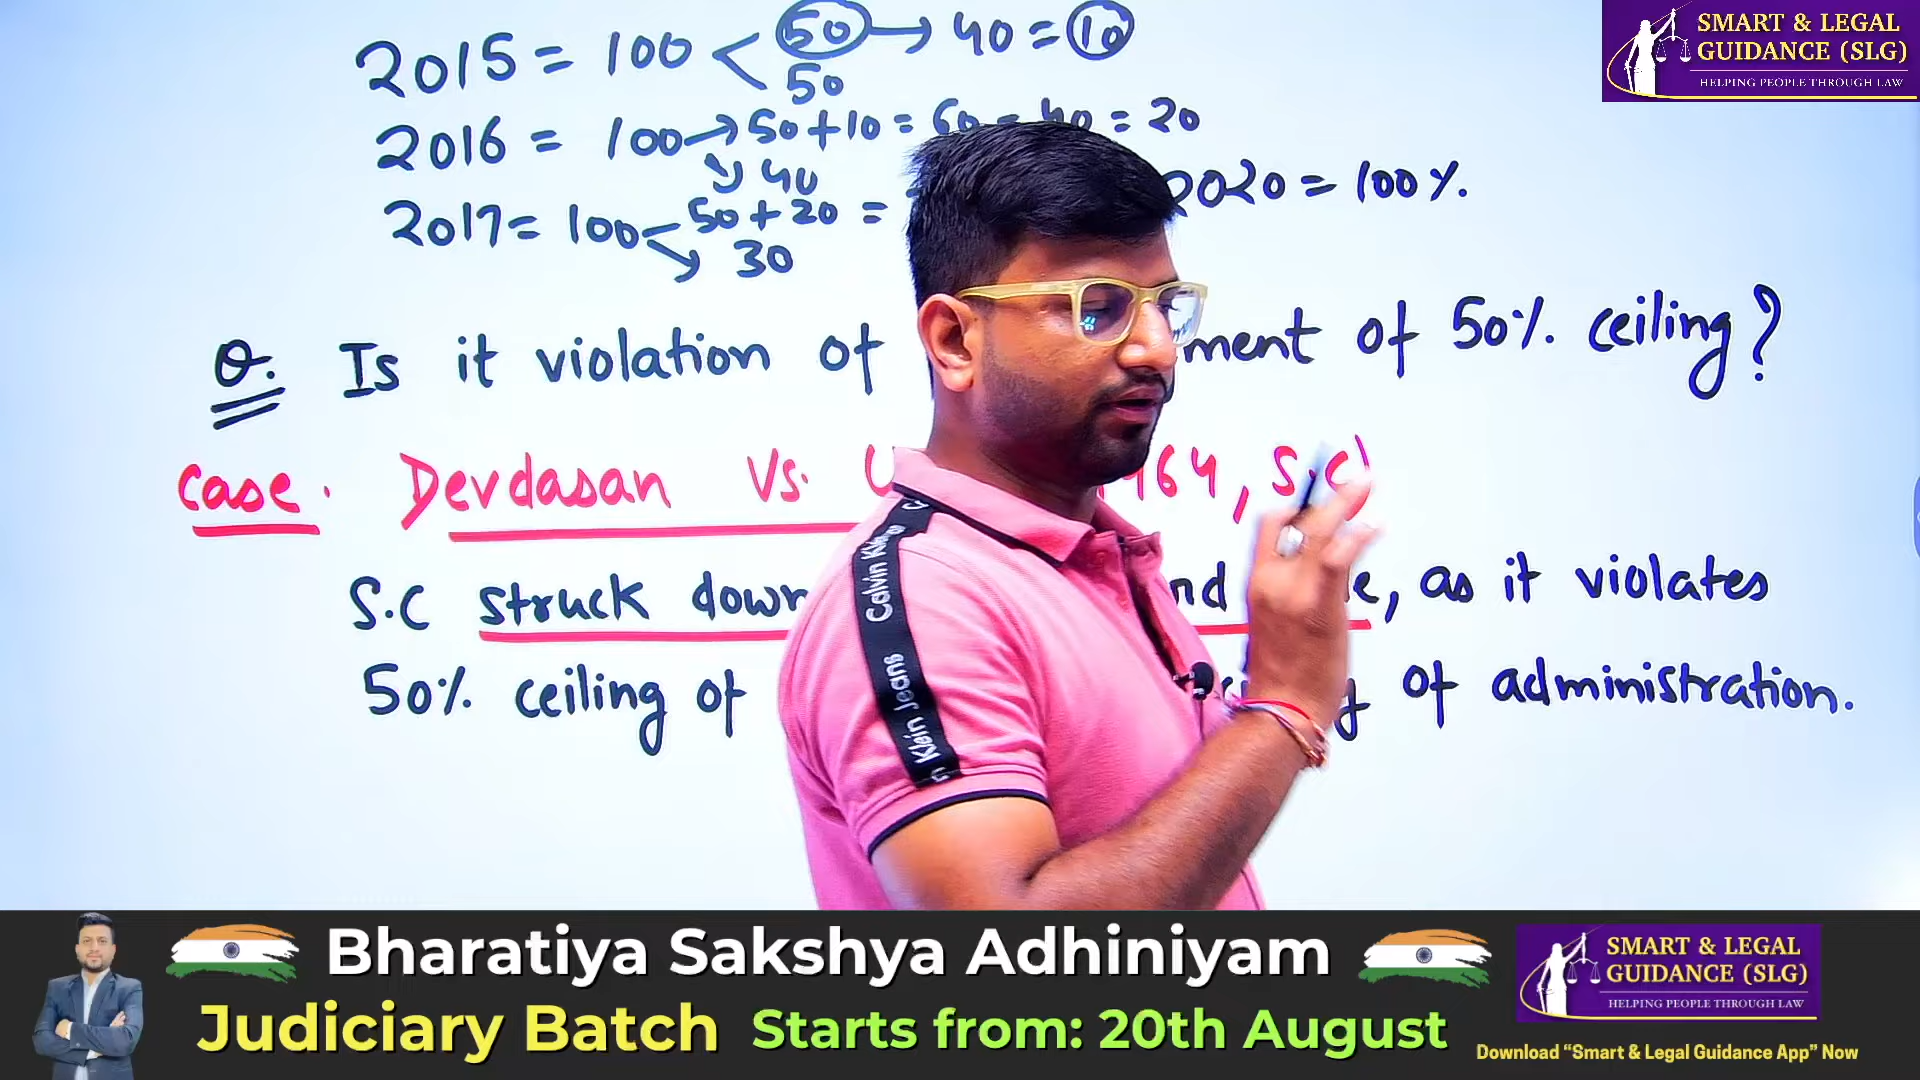 2015 = 100 < 50 → 40 = 10
50
SMART & LEGAL
GUIDANCE (SLG)
HELPING PEOPLE THROUGH LAW
2016 = 100 → 50 + 10 = 60 - 40 = 20
40
2020 = 100%.
2017 = 100 50 + 20 =
30
Q. Is it violation of ment of 50% ceiling?
Case. Devdasan Vs. 1964, S.C)
S.C struck down nd e, as it violates
50% ceiling of of administration.
Calvin Klein Jeans
Bharatiya Sakshya Adhiniyam
Judiciary Batch Starts from: 20th August
SMART & LEGAL
GUIDANCE (SLG)
HELPING PEOPLE THROUGH LAW
Download “Smart & Legal Guidance App” Now